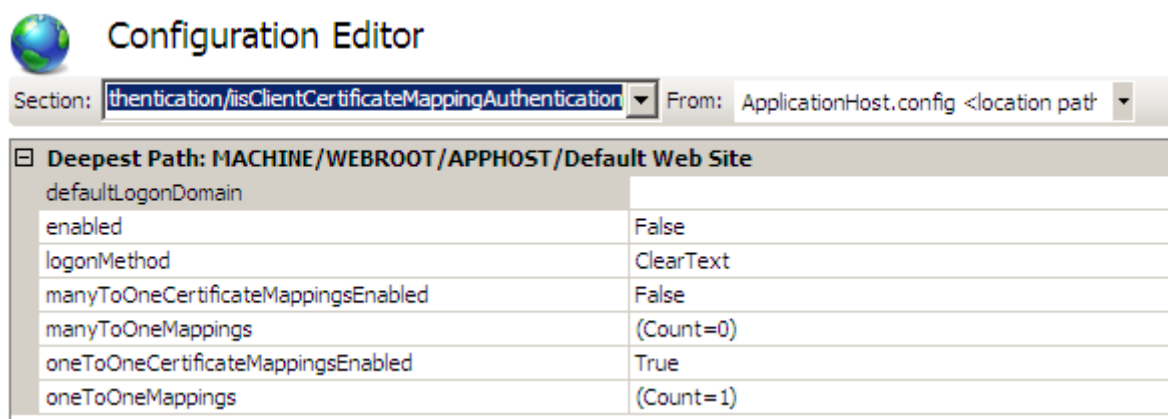 Configuration Editor
Section: thentication/iisClientCertificateMappingAuthentication From: ApplicationHost.config <location path
Deepest Path: MACHINE/WEBROOT/APPHOST/Default Web Site
defaultLogonDomain
enabled False
logonMethod ClearText
manyToOneCertificateMappingsEnabled False
manyToOneMappings (Count=0)
oneToOneCertificateMappingsEnabled True
oneToOneMappings (Count=1)